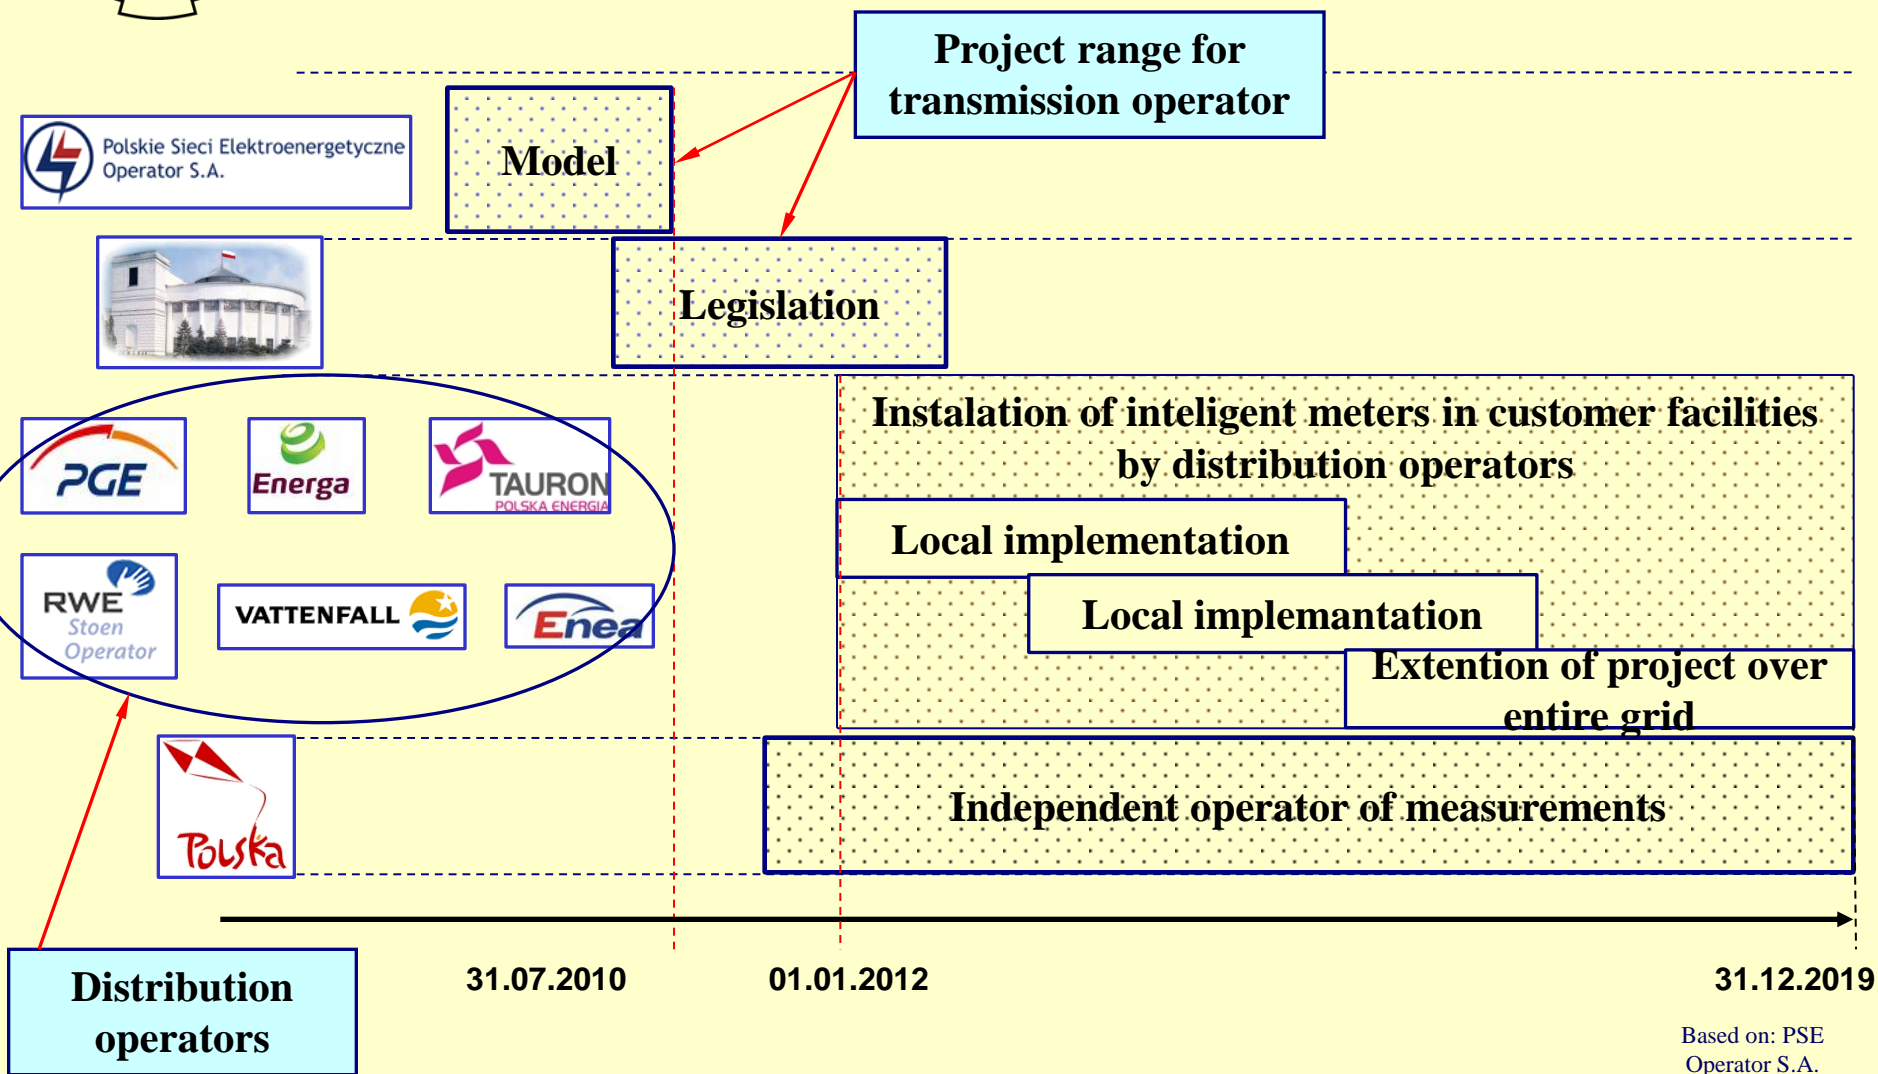 Project range for
transmission operator
Polskie Sieci Elektroenergetyczne
Operator S.A.
Model
Legislation
PGE
Energa
TAURON
POLSKA ENERGIA
RWE
Stoen
Operator
VATTENFALL
Enea
Instalation of inteligent meters in customer facilities
by distribution operators
Local implementation
Local implemantation
Extention of project over
entire grid
Polska
Independent operator of measurements
Distribution
operators
31.07.2010
01.01.2012
31.12.2019
Based on: PSE
Operator S.A.